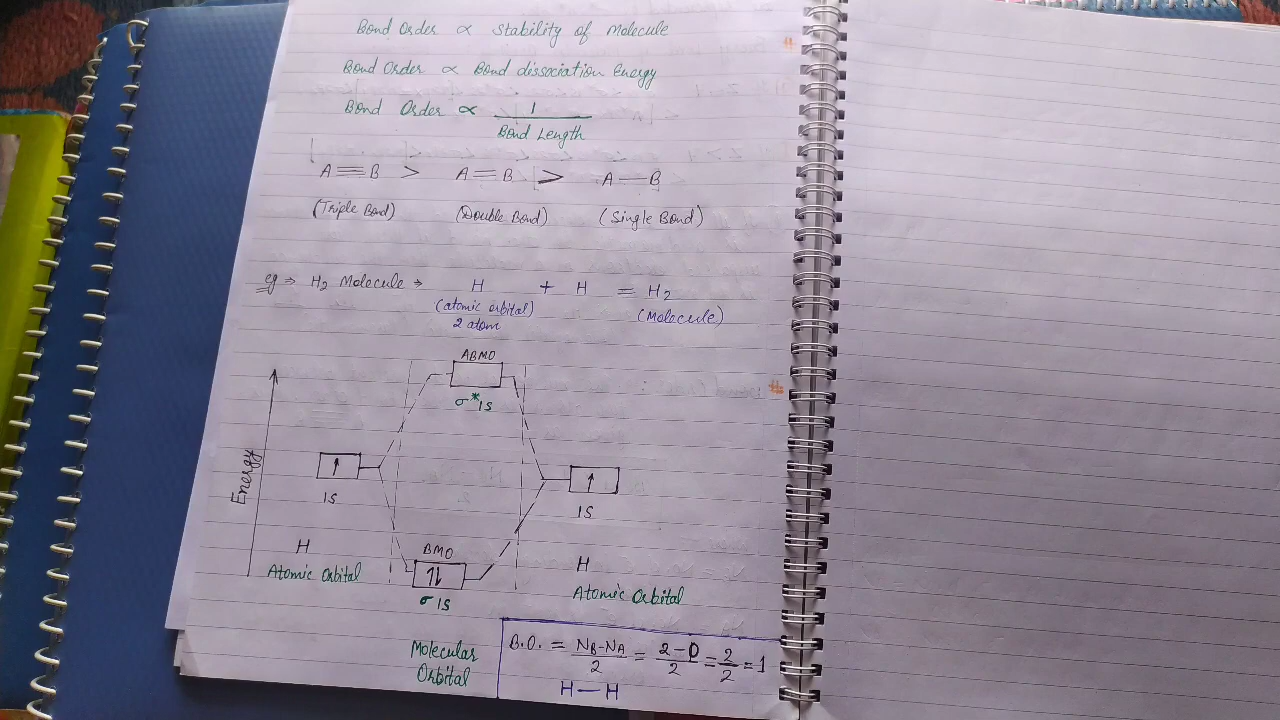 Bond Order ∝ Stability of Molecule
Bond Order ∝ Bond dissociation Energy
Bond Order ∝ 1 / Bond Length
A≡B > A=B > A—B
(Triple Bond) (Double Bond) (Single Bond)
eg ⇒ H₂ Molecule → H + H = H₂
(atomic orbital) (Molecule)
2 atom
ABMO
σ*1s
Energy
↑ ↑
1s 1s
H BMO H
Atomic Orbital ↑↓ Atomic Orbital
σ1s
Molecular
Orbital
B.O. = N_B-N_A / 2 = 2-0 / 2 = 2/2 = 1
H—H